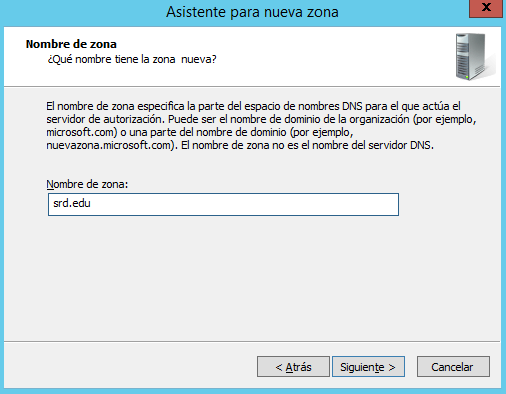 Asistente para nueva zona
x
Nombre de zona
¿Qué nombre tiene la zona nueva?
El nombre de zona especifica la parte del espacio de nombres DNS para el que actúa el
servidor de autorización. Puede ser el nombre de dominio de la organización (por ejemplo,
microsoft.com) o una parte del nombre de dominio (por ejemplo,
nuevazona.microsoft.com). El nombre de zona no es el nombre del servidor DNS.
Nombre de zona:
srd.edu
< Atrás
Siguiente >
Cancelar